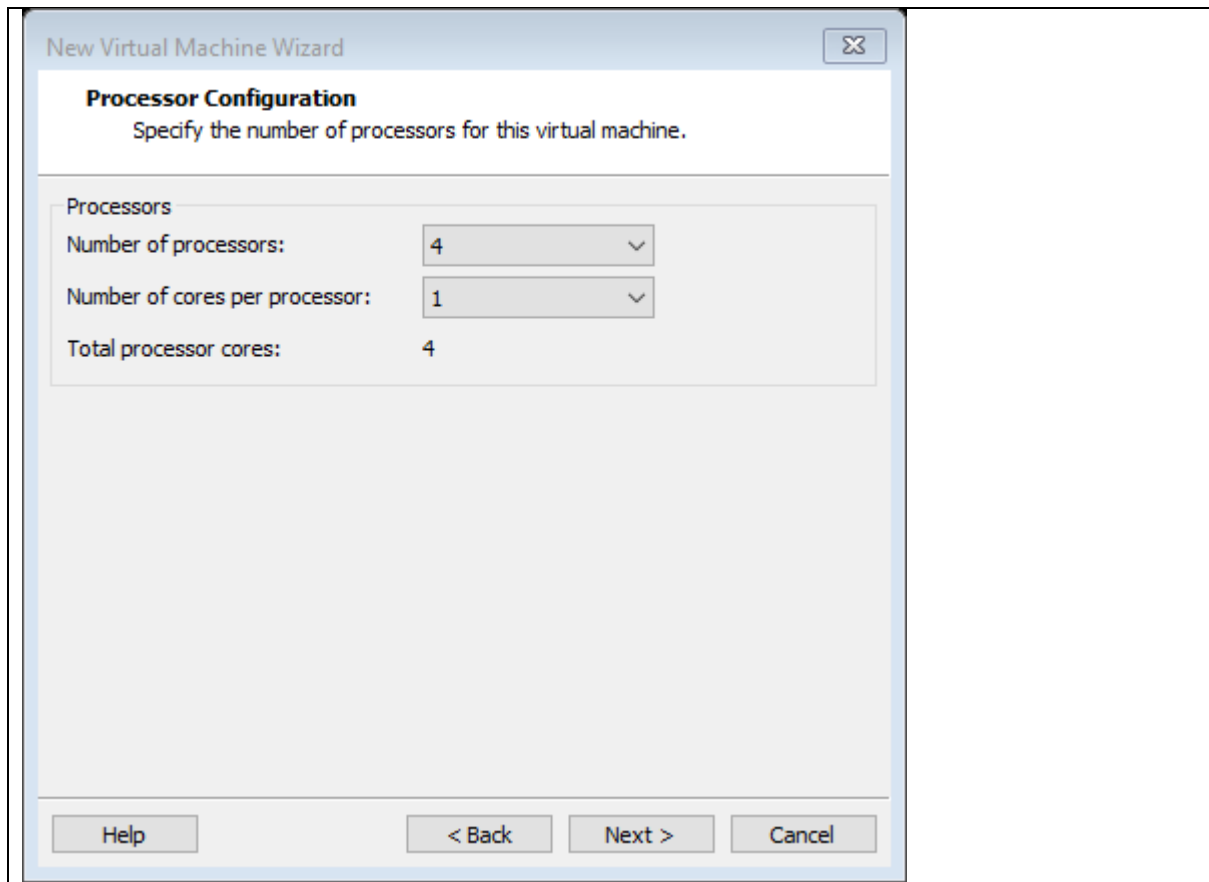 New Virtual Machine Wizard
Processor Configuration
Specify the number of processors for this virtual machine.
Processors
Number of processors: 4
Number of cores per processor: 1
Total processor cores: 4
Help < Back Next > Cancel